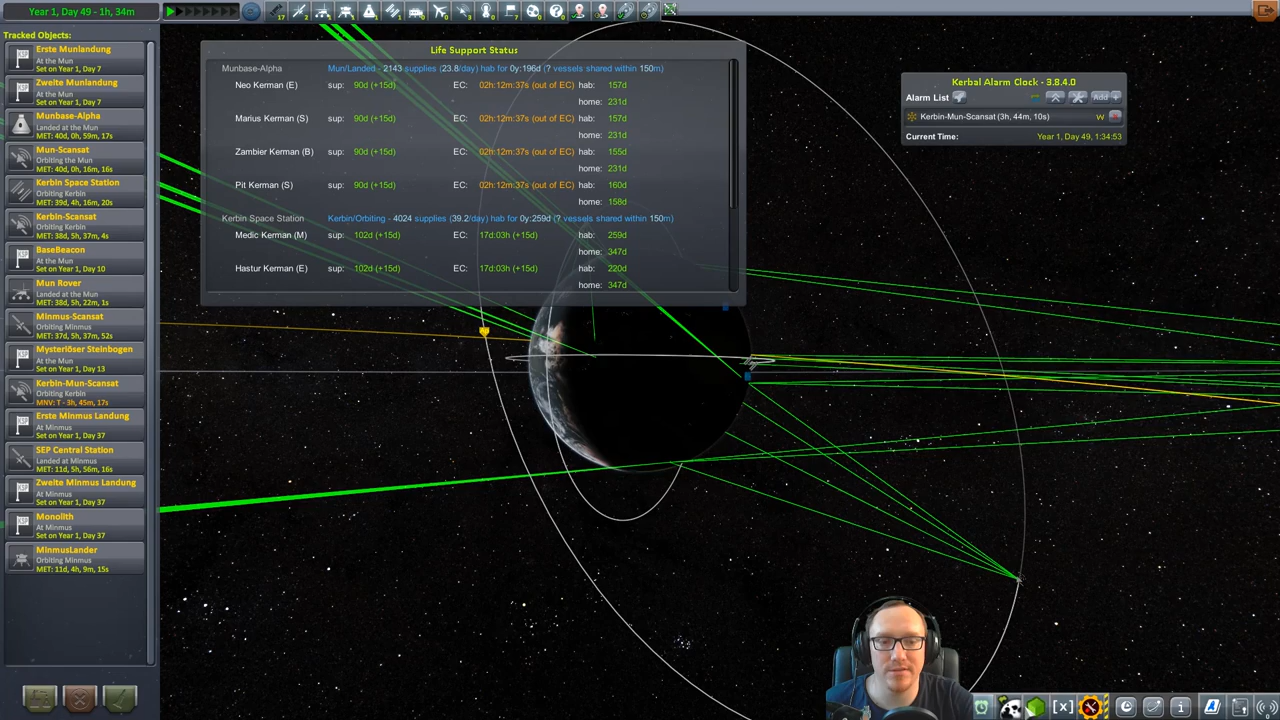 Year 1, Day 49 - 1h, 34m
17 2 4 4 1 1 0 0 3 0 7 0 0
Tracked Objects:
Erste Munlandung
At the Mun
Set on Year 1, Day 7
Zweite Munlandung
At the Mun
Set on Year 1, Day 7
Munbase-Alpha
Landed at the Mun
MET: 40d, 0h, 59m, 17s
Mun-Scansat
Orbiting the Mun
MET: 40d, 0h, 16m, 16s
Kerbin Space Station
Orbiting Kerbin
MET: 39d, 4h, 16m, 20s
Kerbin-Scansat
Orbiting Kerbin
MET: 38d, 5h, 37m, 4s
BaseBeacon
At the Mun
Set on Year 1, Day 10
Mun Rover
Landed at the Mun
MET: 38d, 5h, 22m, 1s
Minmus-Scansat
Orbiting Minmus
MET: 37d, 5h, 37m, 52s
Mysteriöser Steinbogen
At the Mun
Set on Year 1, Day 13
Kerbin-Mun-Scansat
Orbiting Kerbin
MNV: T - 3h, 45m, 17s
Erste Minmus Landung
At Minmus
Set on Year 1, Day 37
SEP Central Station
Landed at Minmus
MET: 11d, 5h, 56m, 16s
Zweite Minmus Landung
At Minmus
Set on Year 1, Day 37
Monolith
At Minmus
Set on Year 1, Day 37
MinmusLander
Orbiting Minmus
MET: 11d, 4h, 9m, 15s
Life Support Status
Munbase-Alpha Mun/Landed - 2143 supplies (23.8/day) hab for 0y:196d (? vessels shared within 150m)
Neo Kerman (E) sup: 90d (+15d) EC: 02h:12m:37s (out of EC) hab: 157d
home: 231d
Marius Kerman (S) sup: 90d (+15d) EC: 02h:12m:37s (out of EC) hab: 157d
home: 231d
Zambier Kerman (B) sup: 90d (+15d) EC: 02h:12m:37s (out of EC) hab: 155d
home: 231d
Pit Kerman (S) sup: 90d (+15d) EC: 02h:12m:37s (out of EC) hab: 160d
home: 158d
Kerbin Space Station Kerbin/Orbiting - 4024 supplies (39.2/day) hab for 0y:259d (? vessels shared within 150m)
Medic Kerman (M) sup: 102d (+15d) EC: 17d:03h (+15d) hab: 259d
home: 347d
Hastur Kerman (E) sup: 102d (+15d) EC: 17d:03h (+15d) hab: 220d
home: 347d
Kerbal Alarm Clock - 3.8.4.0
Alarm List Add +
Kerbin-Mun-Scansat (3h, 44m, 10s) W
Current Time: Year 1, Day 49, 1:34:53
[x]